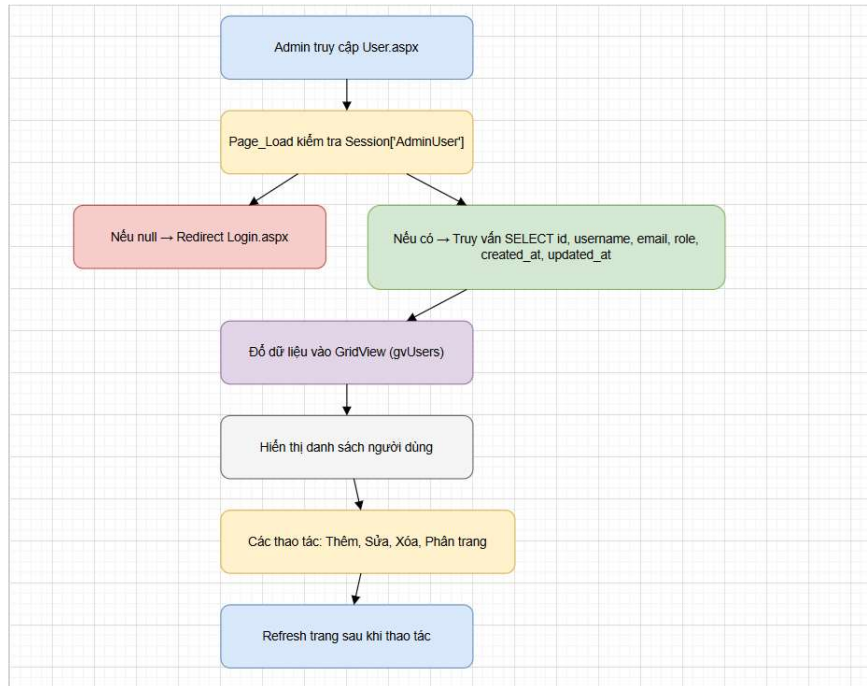 Admin truy cập User.aspx
Page_Load kiểm tra Session['AdminUser']
Nếu null → Redirect Login.aspx
Nếu có → Truy vấn SELECT id, username, email, role,
created_at, updated_at
Đổ dữ liệu vào GridView (gvUsers)
Hiển thị danh sách người dùng
Các thao tác: Thêm, Sửa, Xóa, Phân trang
Refresh trang sau khi thao tác